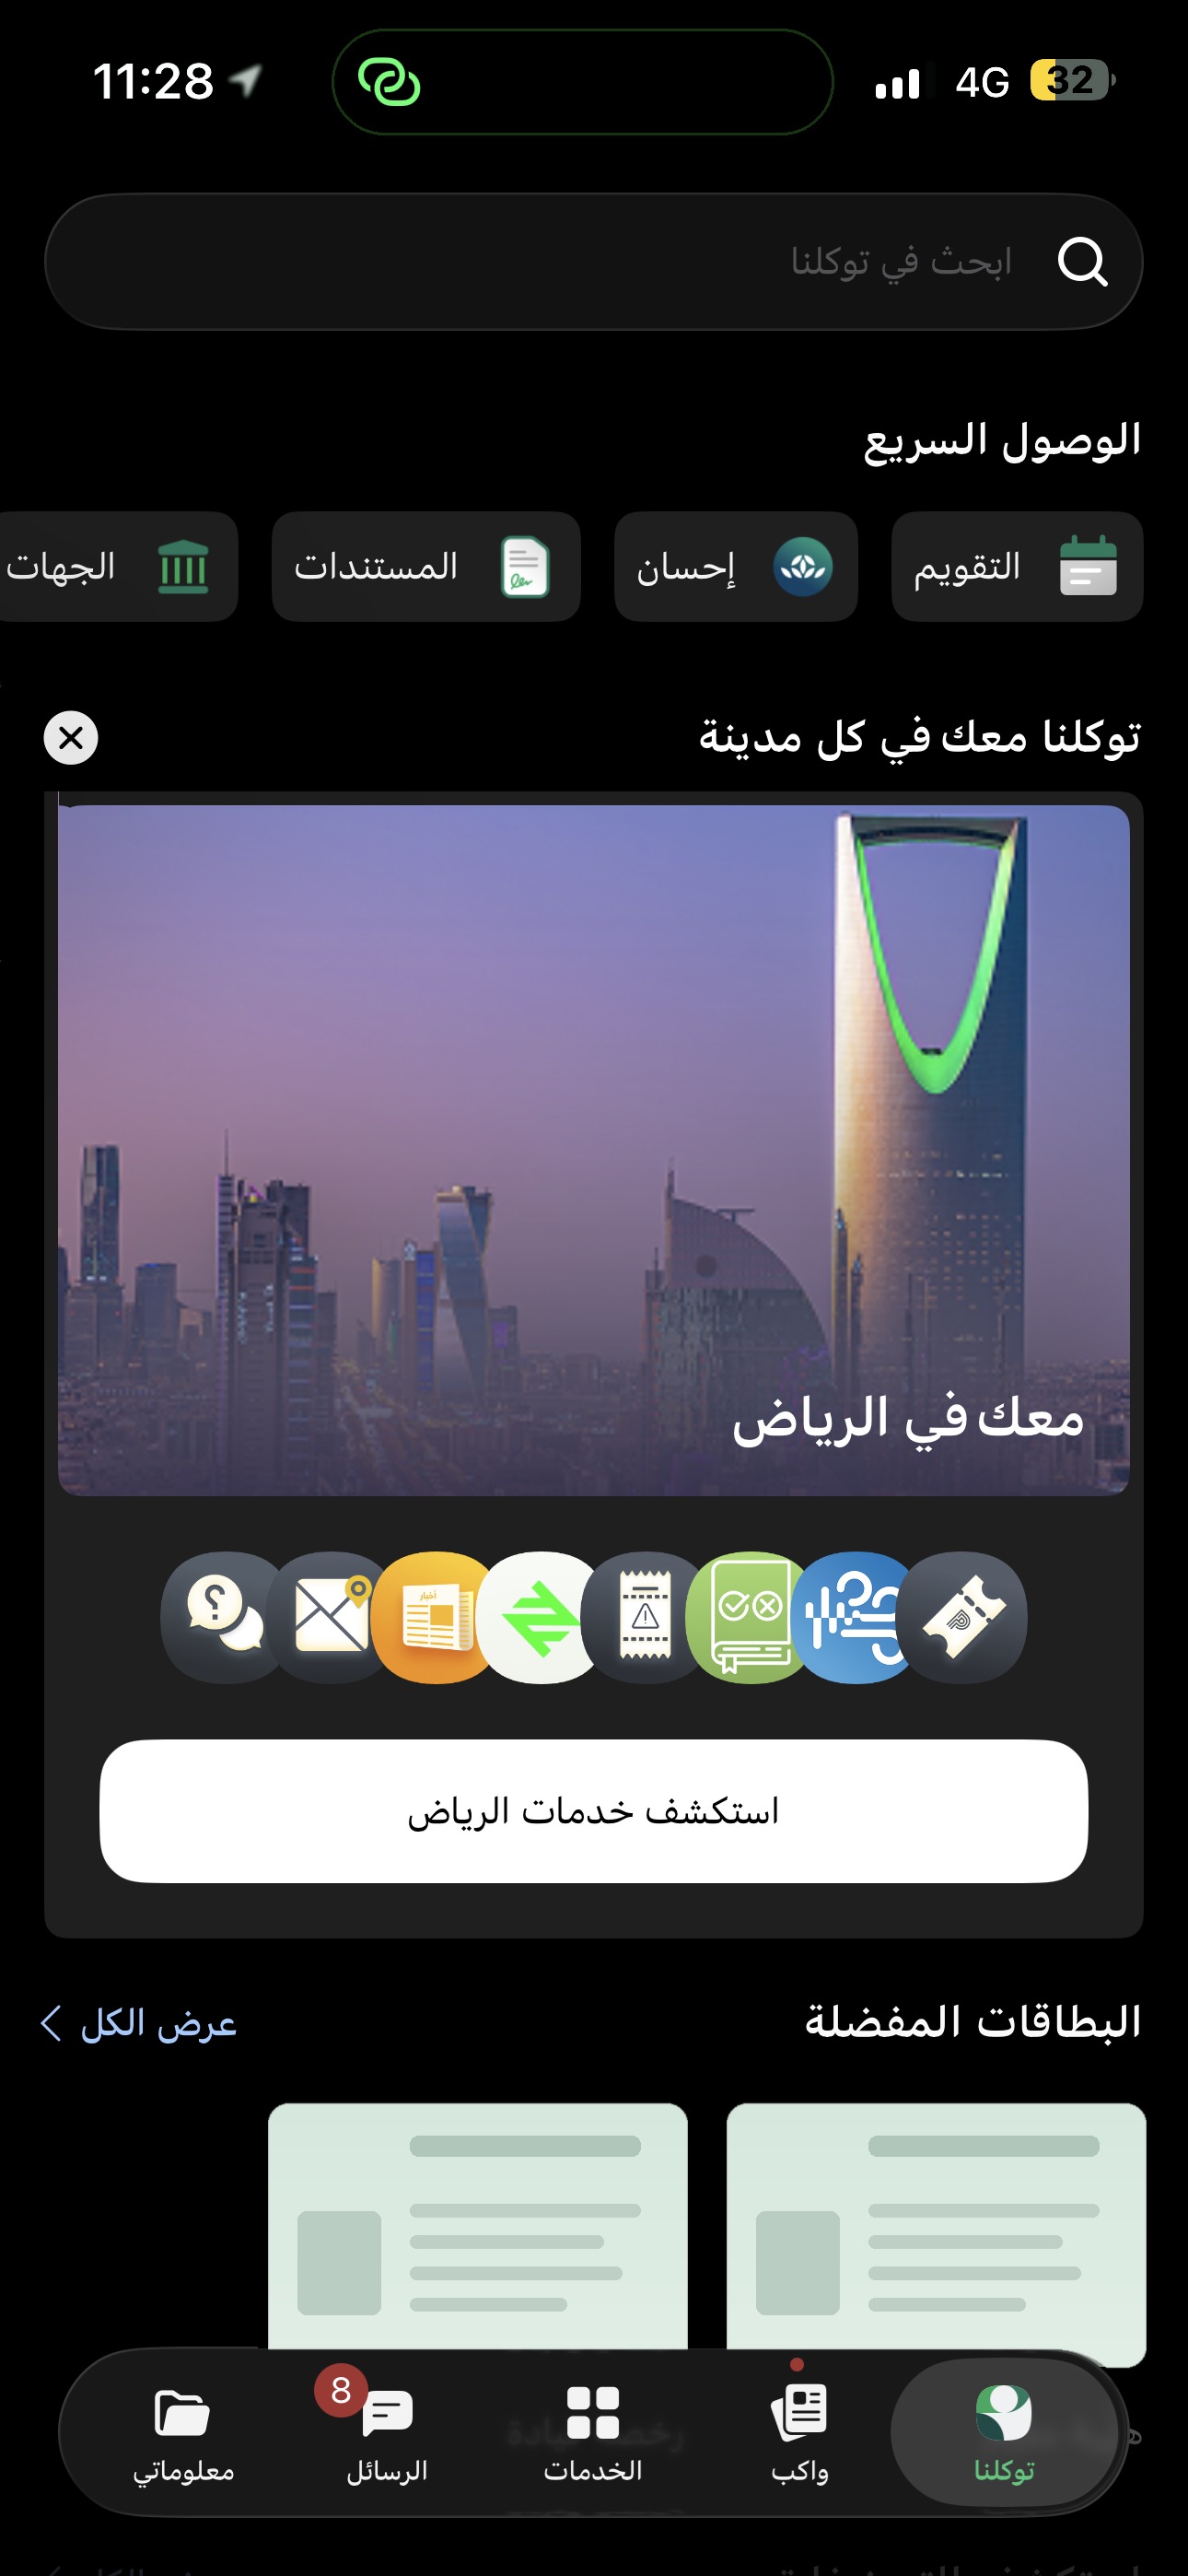 11:28
4G
32
ابحث في توكلنا
الوصول السريع
التقويم
إحسان
المستندات
الجهات
توكلنا معك في كل مدينة
معك في الرياض
أخبار
استكشف خدمات الرياض
البطاقات المفضلة
عرض الكل
توكلنا
واكب
الخدمات
8
الرسائل
معلوماتي